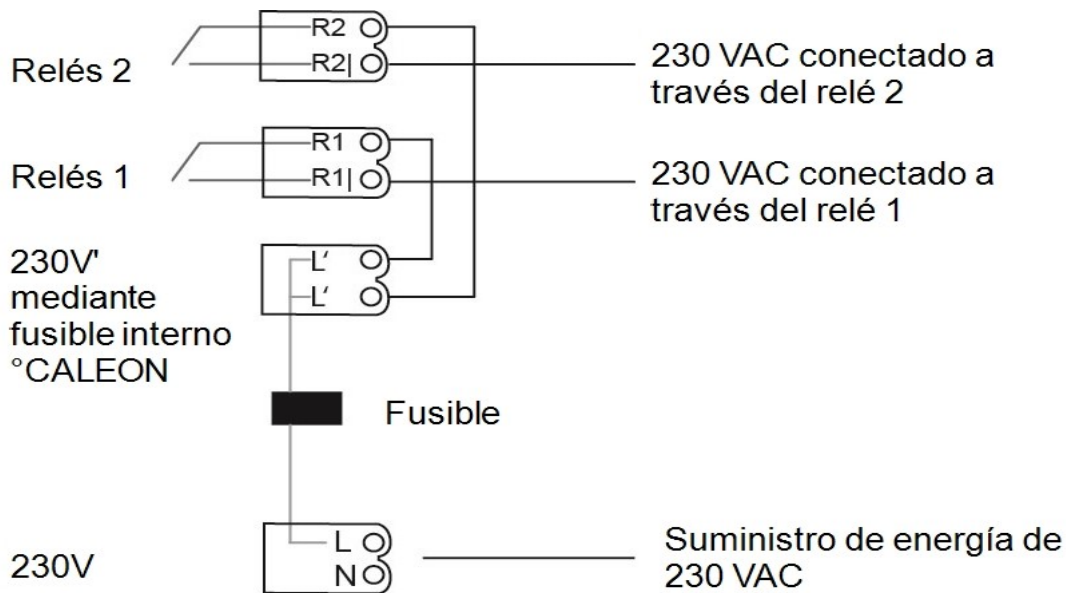 Relés 2
R2
R2|
230 VAC conectado a
través del relé 2
Relés 1
R1
R1|
230 VAC conectado a
través del relé 1
230V'
mediante
fusible interno
°CALEON
L‘
L‘
Fusible
230V
L
N
Suministro de energía de
230 VAC